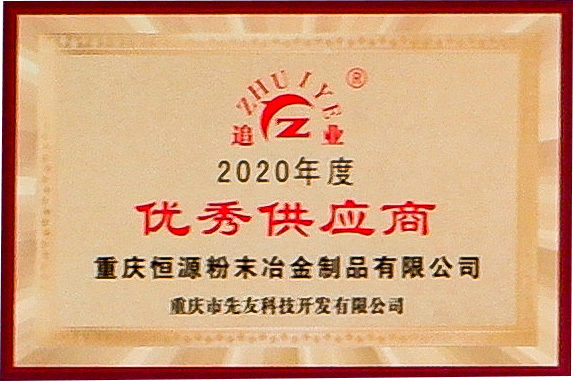 ZHUIYE®
追业
2020年度
优秀供应商
重庆恒源粉末冶金制品有限公司
重庆市先友科技开发有限公司